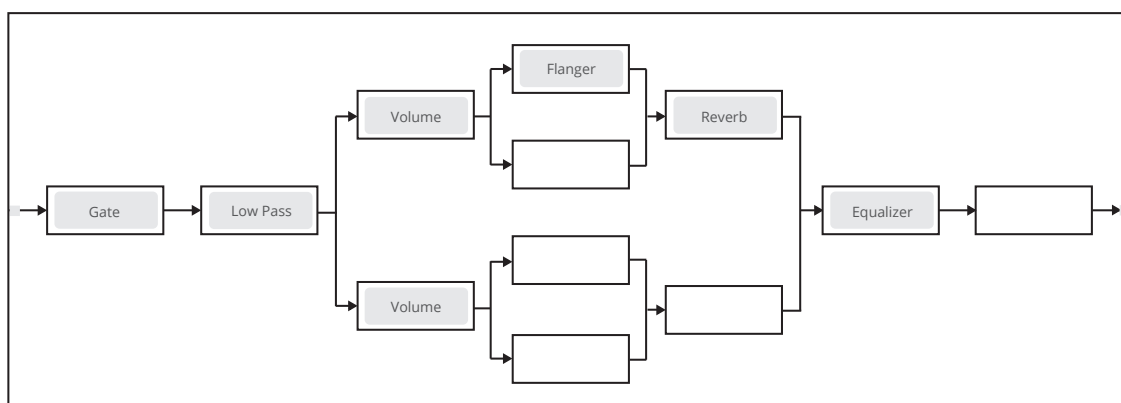 Flanger
Volume
Reverb
Gate
Low Pass
Equalizer
Volume